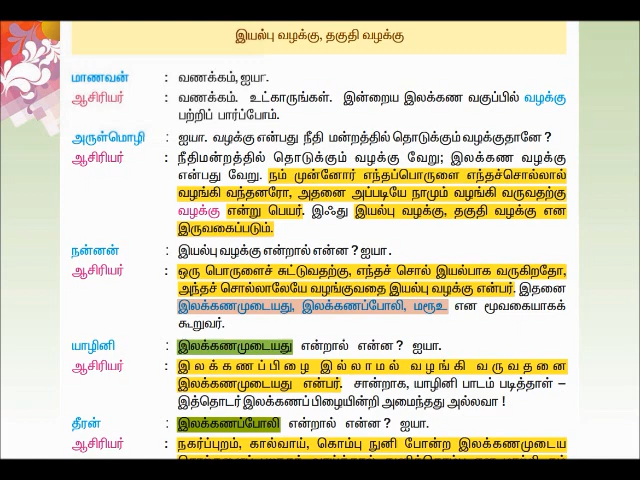 இயல்பு வழக்கு, தகுதி வழக்கு
மாணவன் : வணக்கம், ஐயா.
ஆசிரியர் : வணக்கம். உட்காருங்கள். இன்றைய இலக்கண வகுப்பில் வழக்கு
பற்றிப் பார்ப்போம்.
அருள்மொழி : ஐயா. வழக்கு என்பது நீதி மன்றத்தில் தொடுக்கும் வழக்குதானே ?
ஆசிரியர் : நீதிமன்றத்தில் தொடுக்கும் வழக்கு வேறு; இலக்கண வழக்கு
என்பது வேறு. நம் முன்னோர் எந்தப்பொருளை எந்தச்சொல்லால்
வழங்கி வந்தனரோ, அதனை அப்படியே நாமும் வழங்கி வருவதற்கு
வழக்கு என்று பெயர். இஃது இயல்பு வழக்கு, தகுதி வழக்கு என
இருவகைப்படும்.
நன்னன் : இயல்பு வழக்கு என்றால் என்ன ? ஐயா.
ஆசிரியர் : ஒரு பொருளைச் சுட்டுவதற்கு, எந்தச் சொல் இயல்பாக வருகிறதோ,
அந்தச் சொல்லாலேயே வழங்குவதை இயல்பு வழக்கு என்பர். இதனை
இலக்கணமுடையது, இலக்கணப்போலி, மரூஉ என மூவகையாகக்
கூறுவர்.
யாழினி : இலக்கணமுடையது என்றால் என்ன ? ஐயா.
ஆசிரியர் : இலக்கணப்பிழை இல்லாமல் வழங்கி வருவதனை
இலக்கணமுடையது என்பர். சான்றாக, யாழினி பாடம் படித்தாள் –
இத்தொடர் இலக்கணப் பிழையின்றி அமைந்தது அல்லவா !
தீரன் : இலக்கணப்போலி என்றால் என்ன ? ஐயா.
ஆசிரியர் : நகர்ப்புறம், கால்வாய், கொம்பு நுனி போன்ற இலக்கணமுடைய